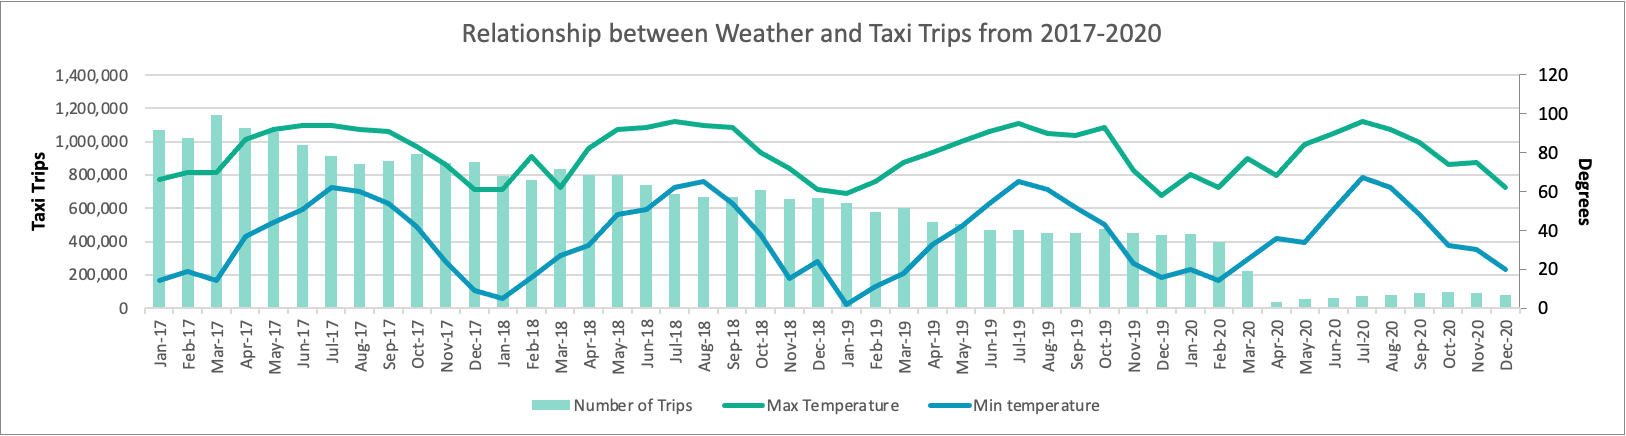 Relationship between Weather and Taxi Trips from 2017-2020
1,400,000
1,200,000
1,000,000
800,000
600,000
400,000
200,000
0
Taxi Trips
120
100
80
60
40
20
0
Degrees
Jan-17
Feb-17
Mar-17
Apr-17
May-17
Jun-17
Jul-17
Aug-17
Sep-17
Oct-17
Nov-17
Dec-17
Jan-18
Feb-18
Mar-18
Apr-18
May-18
Jun-18
Jul-18
Aug-18
Sep-18
Oct-18
Nov-18
Dec-18
Jan-19
Feb-19
Mar-19
Apr-19
May-19
Jun-19
Jul-19
Aug-19
Sep-19
Oct-19
Nov-19
Dec-19
Jan-20
Feb-20
Mar-20
Apr-20
May-20
Jun-20
Jul-20
Aug-20
Sep-20
Oct-20
Nov-20
Dec-20
Number of Trips
Max Temperature
Min temperature